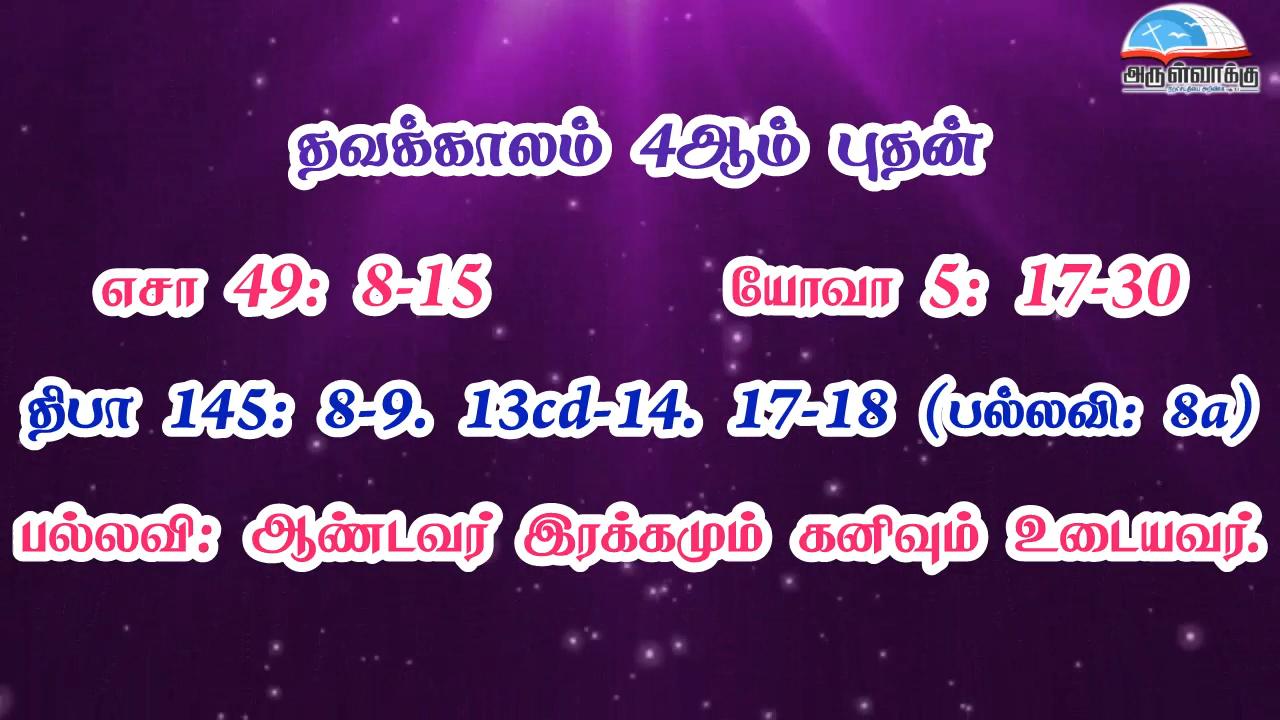 அருள்வாக்கு
தவக்காலம் 4ஆம் புதன்
எசா 49: 8-15 யோவா 5: 17-30
திபா 145: 8-9. 13cd-14. 17-18 (பல்லவி: 8a)
பல்லவி: ஆண்டவர் இரக்கமும் கனிவும் உடையவர்.